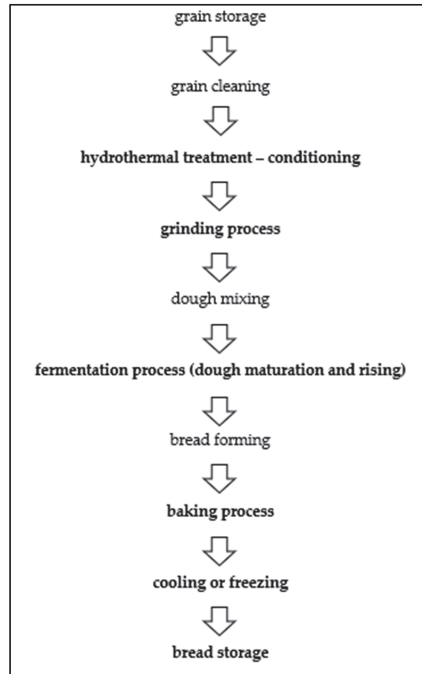 grain storage
grain cleaning
hydrothermal treatment – conditioning
grinding process
dough mixing
fermentation process (dough maturation and rising)
bread forming
baking process
cooling or freezing
bread storage